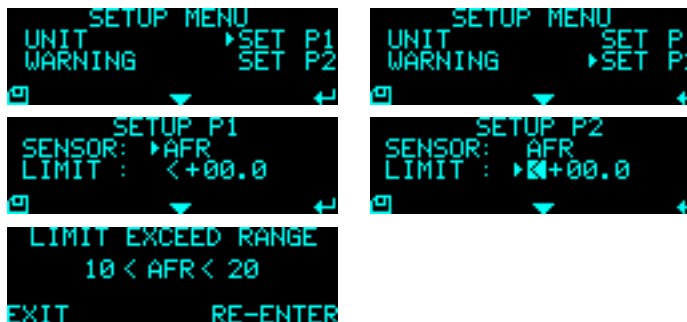 SETUP MENU
UNIT ▸SET P1
WARNING SET P2
SETUP MENU
UNIT SET P
WARNING ▸SET
SETUP P1
SENSOR: ▸AFR
LIMIT : <+00.0
SETUP P2
SENSOR: AFR
LIMIT : ▸<+00.0
LIMIT EXCEED RANGE
10 < AFR < 20
EXIT RE-ENTER